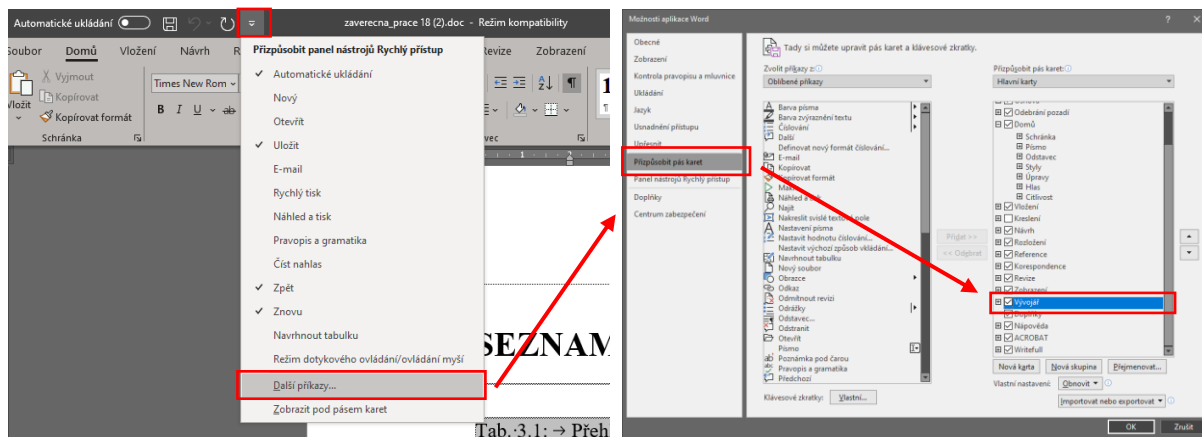 Automatické ukládání
zaverecna_prace 18 (2).doc - Režim kompatibility
Soubor Domů Vložení Návrh R
Revize Zobrazení
Vyjmout
Kopírovat
Kopírovat formát
Vložit
Schránka
Times New Rom
B I U ab
Přizpůsobit panel nástrojů Rychlý přístup
Automatické ukládání
Nový
Otevřít
Uložit
E-mail
Rychlý tisk
Náhled a tisk
Pravopis a gramatika
Číst nahlas
Zpět
Znovu
Navrhnout tabulku
Režim dotykového ovládání/ovládání myší
Další příkazy...
Zobrazit pod pásem karet
vec
1 2
SEZNAM
Tab. 3.1: → Přeh
Možnosti aplikace Word
Obecné
Zobrazení
Kontrola pravopisu a mluvnice
Ukládání
Jazyk
Usnadnění přístupu
Upřesnit
Přizpůsobit pás karet
Panel nástrojů Rychlý přístup
Doplňky
Centrum zabezpečení
Tady si můžete upravit pás karet a klávesové zkratky.
Zvolit příkazy z:
Oblíbené příkazy
Barva písma
Barva zvýraznění textu
Číslování
Další
Definovat nový formát číslování...
E-mail
Kopírovat
Kopírovat formát
Náhled a tisk
Najít
Nakreslit svislé textové pole
Nastavení písma
Nastavit hodnotu číslování...
Nastavit výchozí způsob vkládání...
Navrhnout tabulku
Nový soubor
Obrazce
Odkaz
Odmítnout revizi
Odrážky
Odstavec...
Odstranit
Otevřít
Písmo
Poznámka pod čarou
Pravopis a gramatika
Předchozí
Klávesové zkratky: Vlastní...
Přidat >>
<< Odebrat
Přizpůsobit pás karet:
Hlavní karty
Odebrání pozadí
Domů
Schránka
Písmo
Odstavec
Styly
Úpravy
Hlas
Citlivost
Vložení
Kreslení
Návrh
Rozložení
Reference
Korespondence
Revize
Zobrazení
Vývojář
Doplňky
Nápověda
ACROBAT
Writefull
Nová karta Nová skupina Přejmenovat...
Vlastní nastavení: Obnovit
Importovat nebo exportovat
OK Zrušit